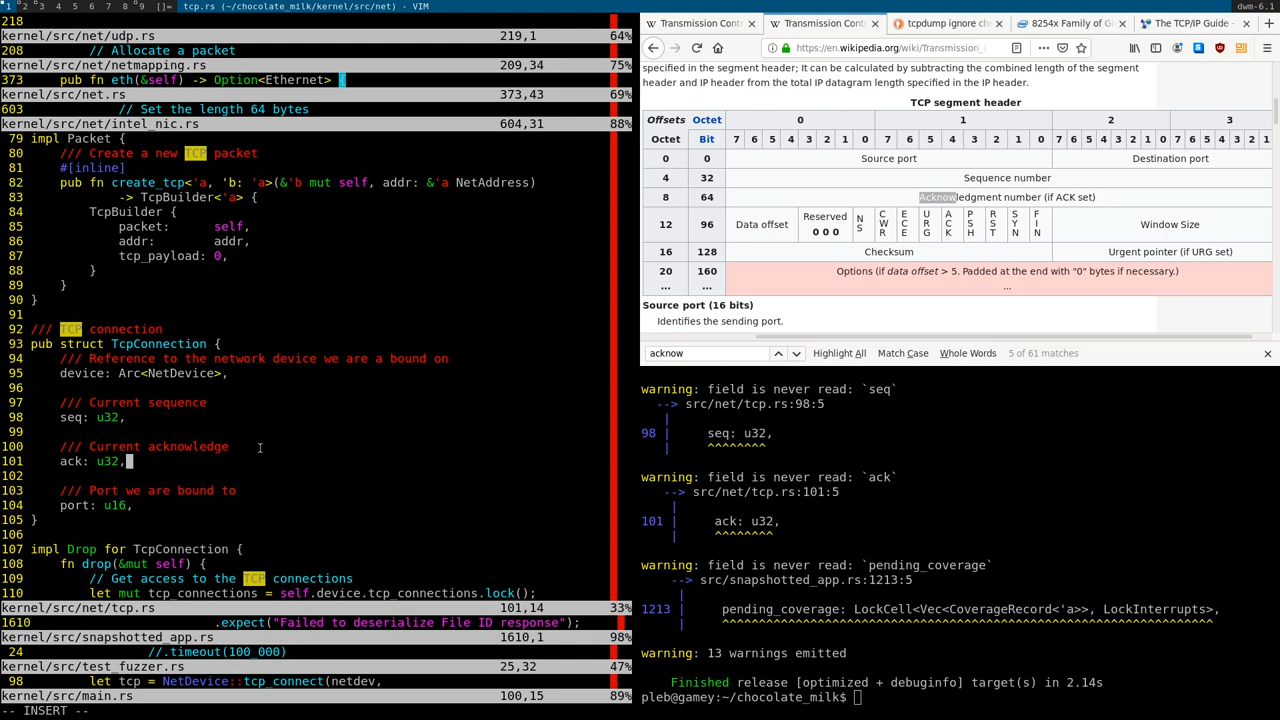 1 2 3 4 5 6 7 8 9 []= tcp.rs (~/chocolate_milk/kernel/src/net) - VIM dwm-6.1
218
kernel/src/net/udp.rs 219,1 64%
208 // Allocate a packet
kernel/src/net/netmapping.rs 209,34 75%
373 pub fn eth(&self) -> Option<Ethernet> {
kernel/src/net.rs 373,43 69%
603 // Set the length 64 bytes
kernel/src/net/intel_nic.rs 604,31 88%
79 impl Packet {
80 /// Create a new TCP packet
81 #[inline]
82 pub fn create_tcp<'a, 'b: 'a>(&'b mut self, addr: &'a NetAddress)
83 -> TcpBuilder<'a> {
84 TcpBuilder {
85 packet: self,
86 addr: addr,
87 tcp_payload: 0,
88 }
89 }
90 }
91
92 /// TCP connection
93 pub struct TcpConnection {
94 /// Reference to the network device we are a bound on
95 device: Arc<NetDevice>,
96
97 /// Current sequence
98 seq: u32,
99
100 /// Current acknowledge
101 ack: u32,
102
103 /// Port we are bound to
104 port: u16,
105 }
106
107 impl Drop for TcpConnection {
108 fn drop(&mut self) {
109 // Get access to the TCP connections
110 let mut tcp_connections = self.device.tcp_connections.lock();
kernel/src/net/tcp.rs 101,14 33%
1610 .expect("Failed to deserialize File ID response");
kernel/src/snapshotted_app.rs 1610,1 98%
24 //.timeout(100_000)
kernel/src/test_fuzzer.rs 25,32 47%
98 let tcp = NetDevice::tcp_connect(netdev,
kernel/src/main.rs 100,15 89%
-- INSERT --
Transmission Cont Transmission Contr tcpdump ignore che 8254x Family of Gi The TCP/IP Guide -
https://en.wikipedia.org/wiki/Transmission_
specified in the segment header; It can be calculated by subtracting the combined length of the segment
header and IP header from the total IP datagram length specified in the IP header.
TCP segment header
Offsets Octet 0 1 2 3
Octet Bit 7 6 5 4 3 2 1 0 7 6 5 4 3 2 1 0 7 6 5 4 3 2 1 0 7 6 5 4 3 2 1
0 0 Source port Destination port
4 32 Sequence number
8 64 Acknowledgment number (if ACK set)
12 96 Data offset Reserved 0 0 0 NS CWR ECE URG ACK PSH RST SYN FIN Window Size
16 128 Checksum Urgent pointer (if URG set)
20 160 Options (if data offset > 5. Padded at the end with "0" bytes if necessary.)
... ... ...
Source port (16 bits)
Identifies the sending port.
acknow Highlight All Match Case Whole Words 5 of 61 matches
warning: field is never read: `seq`
--> src/net/tcp.rs:98:5
|
98 | seq: u32,
| ^^^^^^^^
warning: field is never read: `ack`
--> src/net/tcp.rs:101:5
|
101 | ack: u32,
| ^^^^^^^^
warning: field is never read: `pending_coverage`
--> src/snapshotted_app.rs:1213:5
|
1213 | pending_coverage: LockCell<Vec<CoverageRecord<'a>>, LockInterrupts>,
| ^^^^^^^^^^^^^^^^^^^^^^^^^^^^^^^^^^^^^^^^^^^^^^^^^^^^^^^^^^^^^^^^^^^
warning: 13 warnings emitted
Finished release [optimized + debuginfo] target(s) in 2.14s
pleb@gamey:~/chocolate_milk$